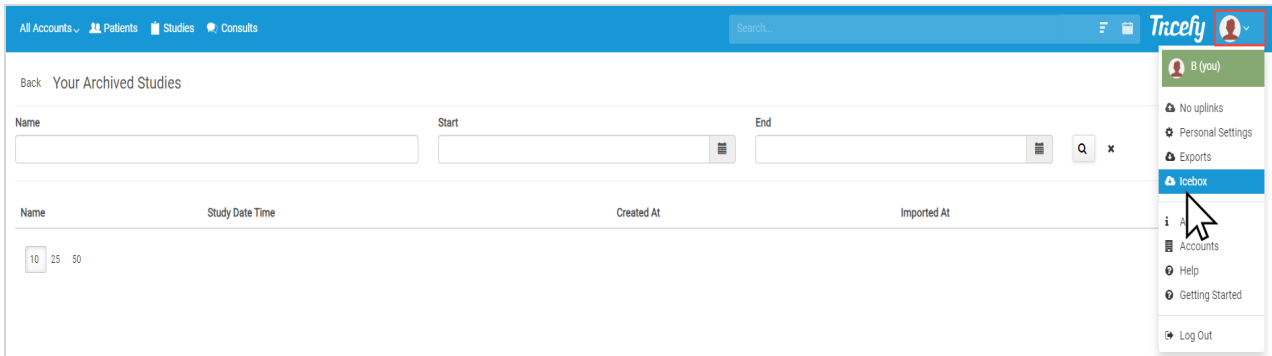 All Accounts Patients Studies Consults Search... Tricefy
B (you)
Back Your Archived Studies
No uplinks
Name Start End
Personal Settings
Exports
Icebox
Name Study Date Time Created At Imported At
Accounts
10 25 50
Help
Getting Started
Log Out